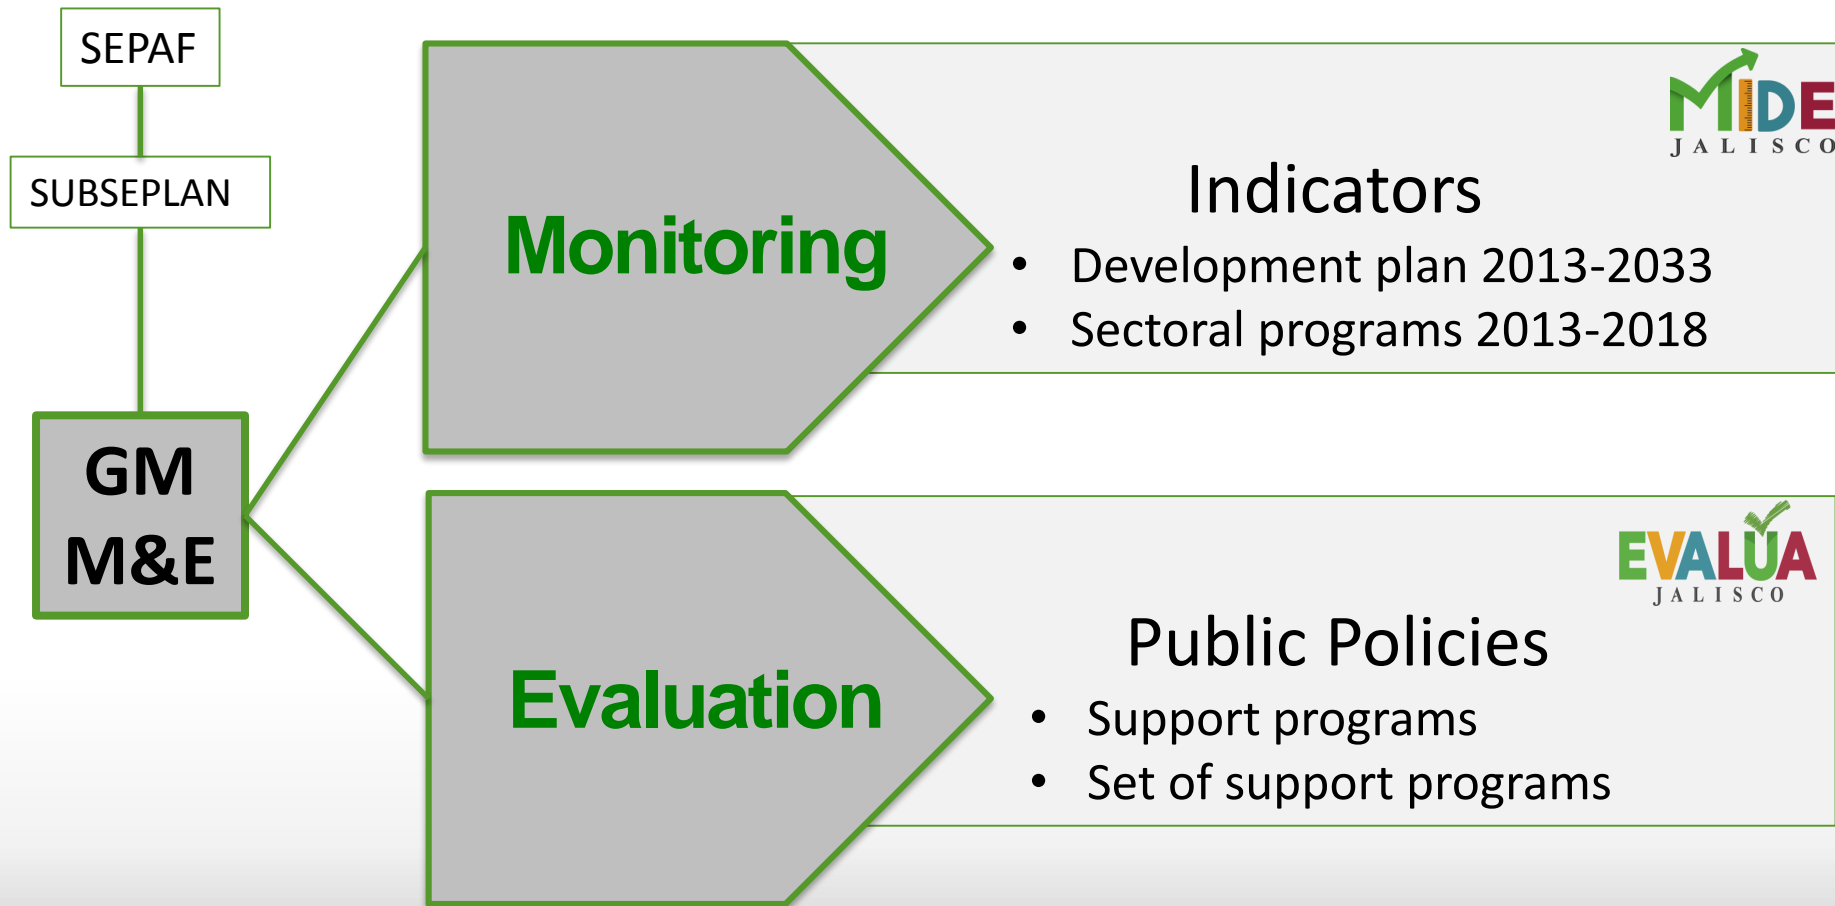 SEPAF
SUBSEPLAN
GM
M&E
Monitoring
MIDE
JALISCO
Indicators
• Development plan 2013-2033
• Sectoral programs 2013-2018
Evaluation
EVALÚA
JALISCO
Public Policies
• Support programs
• Set of support programs